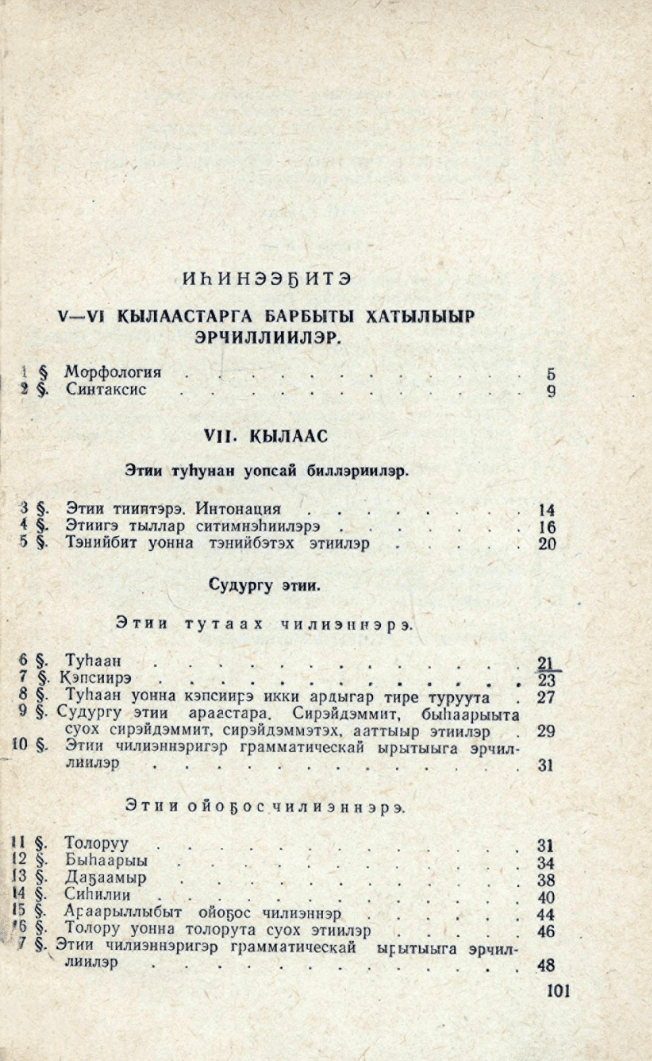 ИҺИНЭЭҔИТЭ
V—VI КЫЛААСТАРГА БАРБЫТЫ ХАТЫЛЫЫР
ЭРЧИЛЛИИЛЭР.
1 § Морфология . . . . . . . . . . 5
2 §. Синтаксис . . . . . . . . . . 9
VII. КЫЛААС
Этии туһунан уопсай биллэриилэр.
3 §. Этии тииптэрэ. Интонация . . . . . . . 14
4 §. Этиигэ тыллар ситимнэһиилэрэ . . . . . . 16
5 §. Тэнийбит уонна тэнийбэтэх этиилэр . . . . . 20
Судургу этии.
Этии тутаах чилиэннэрэ.
6 §. Туһаан . . . . . . . . . . . . 21
7 §. Кэпсиирэ . . . . . . . . . . . 23
8 §. Туһаан уонна кэпсиирэ икки ардыгар тире туруута . 27
9 §. Судургу этии араастара. Сирэйдэммит, быһаарыыта
суох сирэйдэммит, сирэйдэммэтэх, ааттыыр этиилэр . 29
10 §. Этии чилиэннэригэр грамматическай ырытыыга эрчил-
лиилэр . . . . . . . . . . . . 31
Этии ойоҕос чилиэннэрэ.
11 §. Толоруу . . . . . . . . . . . . 31
12 §. Быһаарыы . . . . . . . . . . . 34
13 §. Даҕаамыр . . . . . . . . . . . 38
14 §. Сиһилии . . . . . . . . . . . . 40
15 §. Араарыллыбыт ойоҕос чилиэннэр . . . . . . 44
16 §. Толору уонна толорута суох этиилэр . . . . . 46
7 §. Этии чилиэннэригэр грамматическай ырытыыга эрчил-
лиилэр . . . . . . . . . . . . 48
101